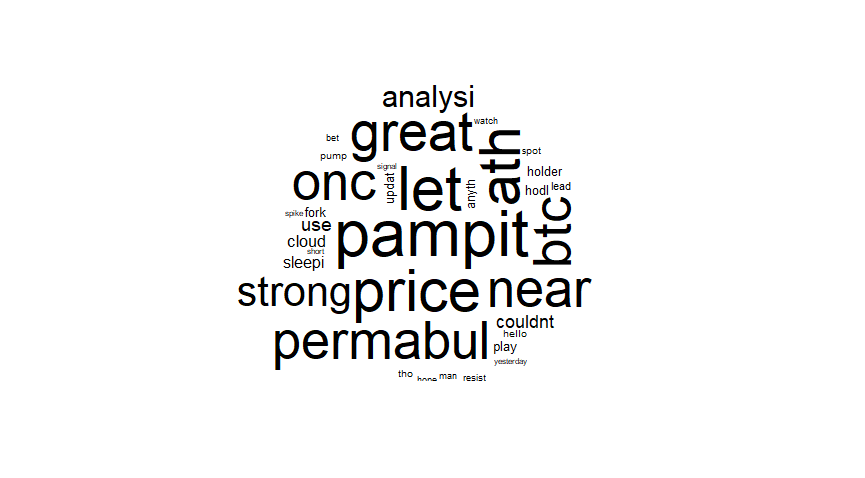 analysi
great
watch
ath
bet
pump
signal
spot
onc
updat
let
anyth
holder
hodl
lead
spike
fork
use
pampit
btc
cloud
short
sleepi
strong
price
near
permabul
couldnt
hello
play
yesterday
tho
hope
man
resist